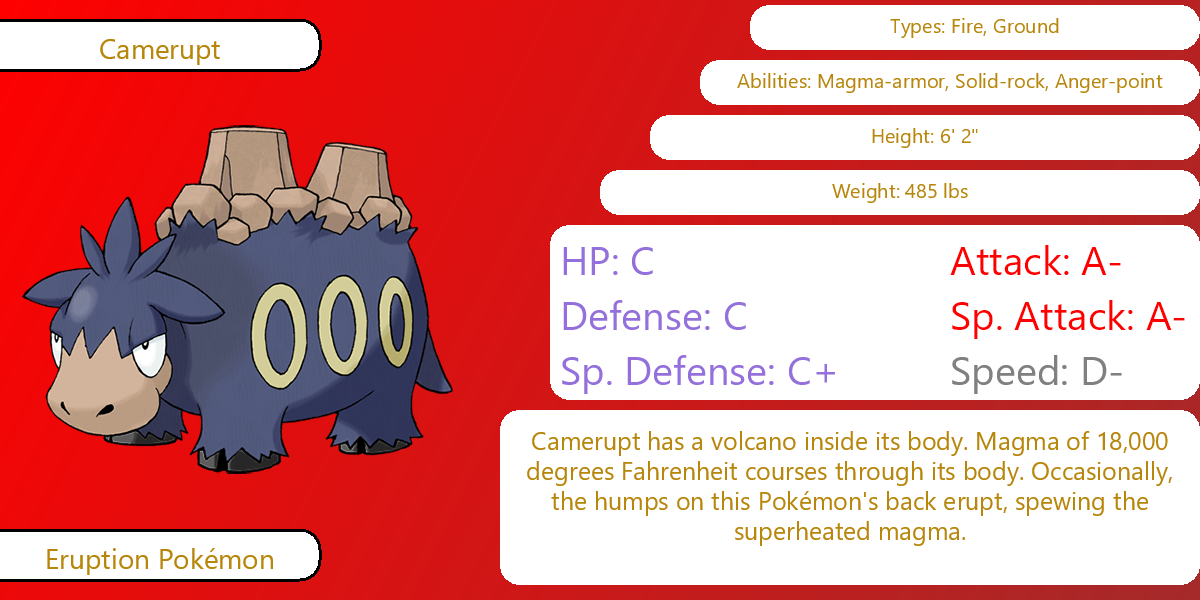 Camerupt
Types: Fire, Ground
Abilities: Magma-armor, Solid-rock, Anger-point
Height: 6' 2"
Weight: 485 lbs
HP: C
Attack: A-
Defense: C
Sp. Attack: A-
Sp. Defense: C+
Speed: D-
Camerupt has a volcano inside its body. Magma of 18,000
degrees Fahrenheit courses through its body. Occasionally,
the humps on this Pokémon's back erupt, spewing the
superheated magma.
Eruption Pokémon